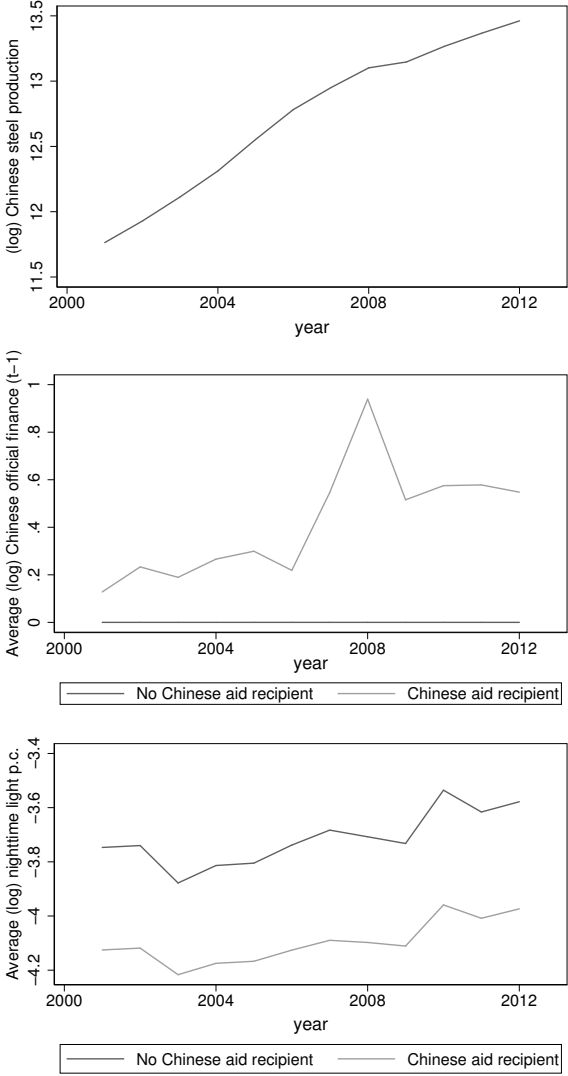 (log) Chinese steel production
13.5
13
12.5
12
11.5
2000 2004 2008 2012
year
Average (log) Chinese official finance (t−1)
1
.8
.6
.4
.2
0
2000 2004 2008 2012
year
No Chinese aid recipient Chinese aid recipient
Average (log) nighttime light p.c.
−3.4
−3.6
−3.8
−4
−4.2
2000 2004 2008 2012
year
No Chinese aid recipient Chinese aid recipient